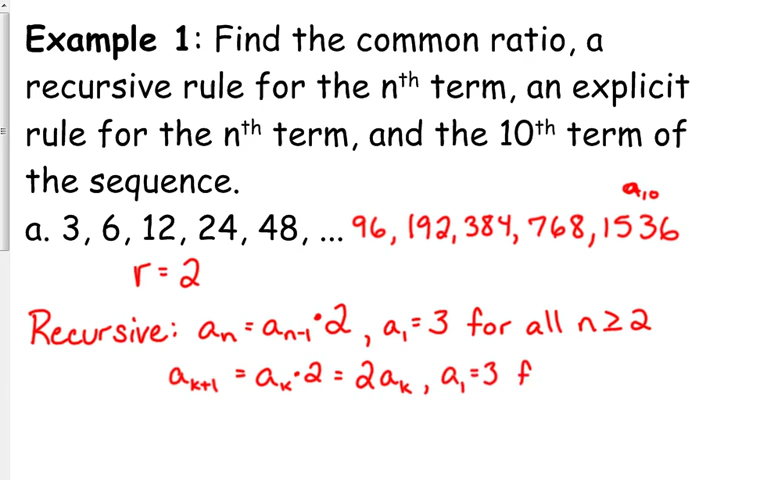 Example 1: Find the common ratio, a
recursive rule for the nᵗʰ term, an explicit
rule for the nᵗʰ term, and the 10ᵗʰ term of
the sequence.
a₁₀
a. 3, 6, 12, 24, 48, ... 96, 192, 384, 768, 1536
r = 2
Recursive: aₙ = aₙ₋₁ • 2, a₁ = 3 for all n ≥ 2
aₖ₊₁ = aₖ • 2 = 2aₖ, a₁ = 3 f